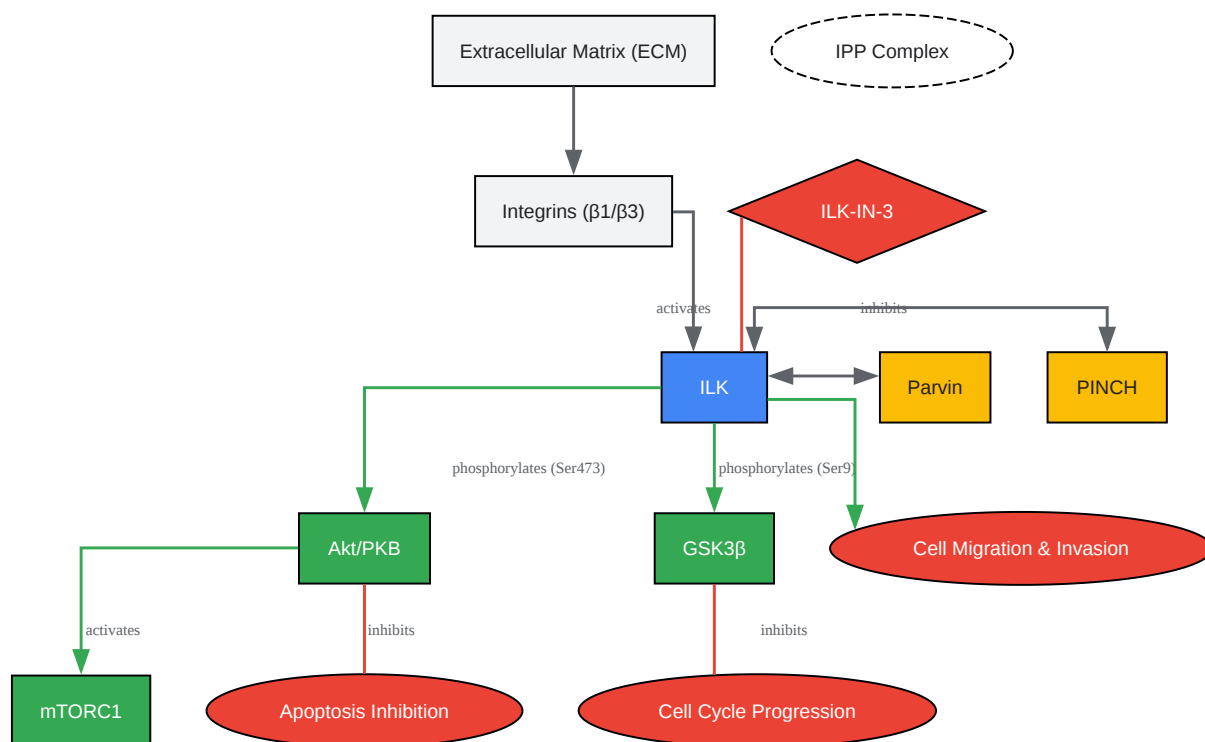 Extracellular Matrix (ECM)
IPP Complex
Integrins (β1/β3)
ILK-IN-3
activates
inhibits
ILK
Parvin
PINCH
phosphorylates (Ser473)
phosphorylates (Ser9)
Akt/PKB
GSK3β
Cell Migration & Invasion
activates
inhibits
inhibits
mTORC1
Apoptosis Inhibition
Cell Cycle Progression